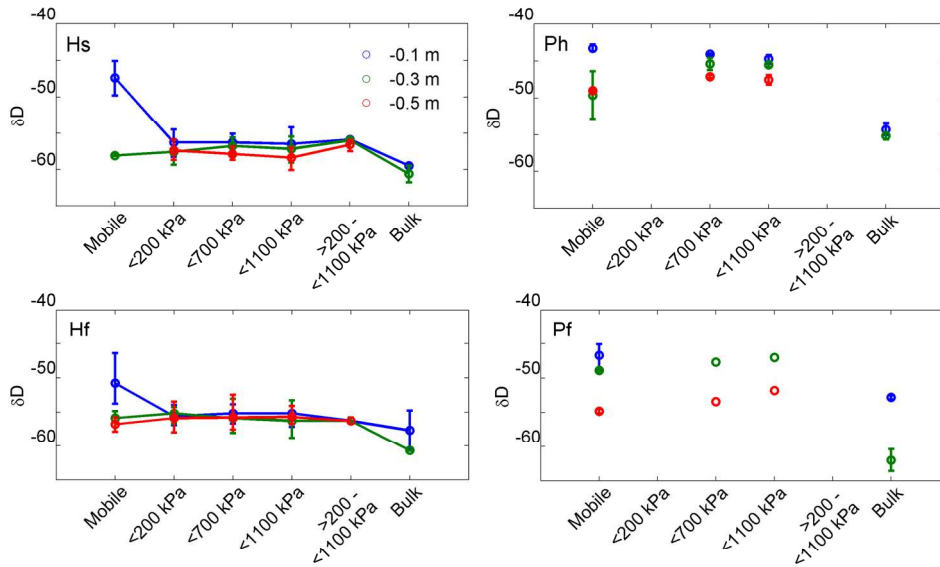 -40
-50
-60
δD
Hs
-0.1 m
-0.3 m
-0.5 m
Mobile
<200 kPa
<700 kPa
<1100 kPa
>200 -
<1100 kPa
Bulk
-40
-50
-60
δD
Ph
Mobile
<200 kPa
<700 kPa
<1100 kPa
>200 -
<1100 kPa
Bulk
-40
-50
-60
δD
Hf
Mobile
<200 kPa
<700 kPa
<1100 kPa
>200 -
<1100 kPa
Bulk
-40
-50
-60
δD
Pf
Mobile
<200 kPa
<700 kPa
<1100 kPa
>200 -
<1100 kPa
Bulk